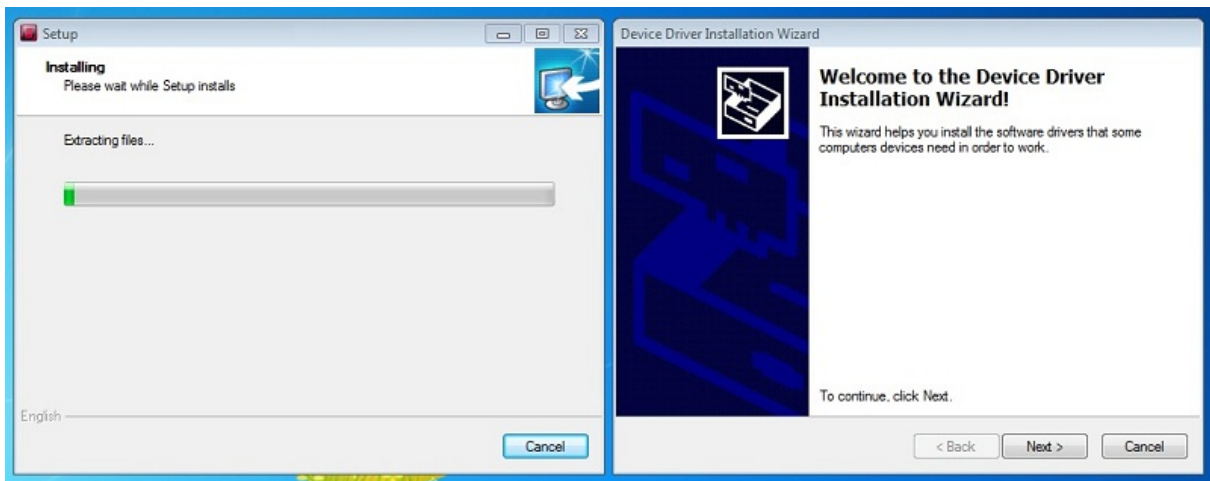 Setup
Installing
Please wait while Setup installs
Extracting files...
English
Cancel
Device Driver Installation Wizard
Welcome to the Device Driver
Installation Wizard!
This wizard helps you install the software drivers that some
computers devices need in order to work.
To continue, click Next.
< Back
Next >
Cancel